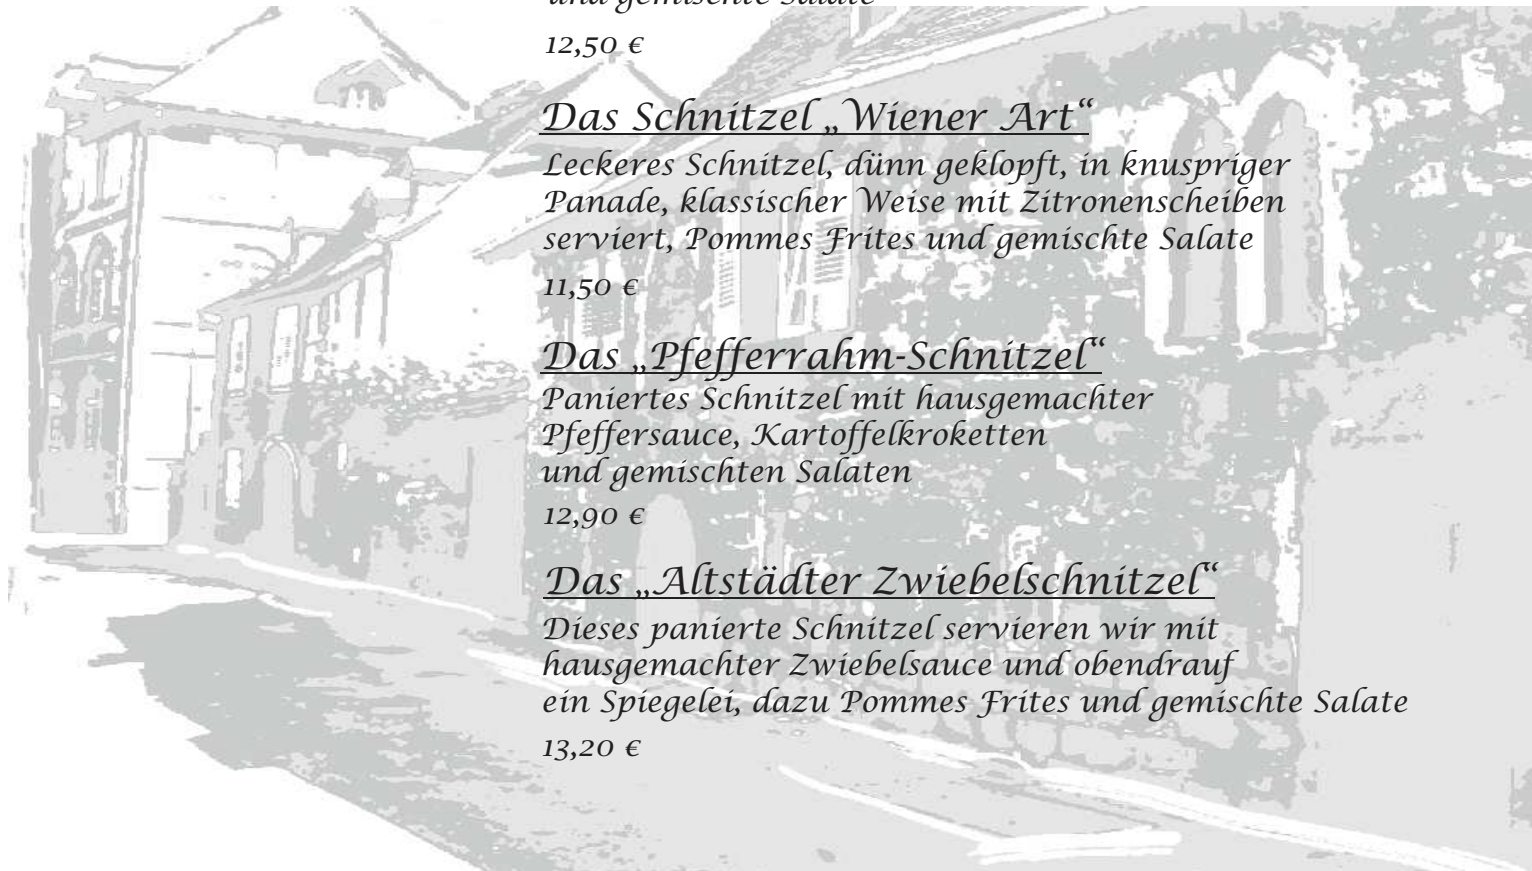 und gemischte Salate
12,50 €
Das Schnitzel „Wiener Art“
Leckeres Schnitzel, dünn geklopft, in knuspriger
Panade, klassischer Weise mit Zitronenscheiben
serviert, Pommes Frites und gemischte Salate
11,50 €
Das „Pfefferrahm-Schnitzel“
Paniertes Schnitzel mit hausgemachter
Pfeffersauce, Kartoffelkroketten
und gemischten Salaten
12,90 €
Das „Altstädter Zwiebelschnitzel“
Dieses panierte Schnitzel servieren wir mit
hausgemachter Zwiebelsauce und obendrauf
ein Spiegelei, dazu Pommes Frites und gemischte Salate
13,20 €